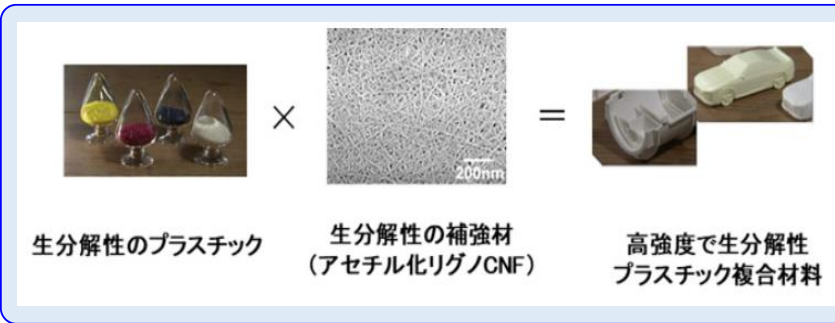 ×
200nm
=
生分解性のプラスチック
生分解性の補強材
(アセチル化リグノCNF)
高強度で生分解性
プラスチック複合材料